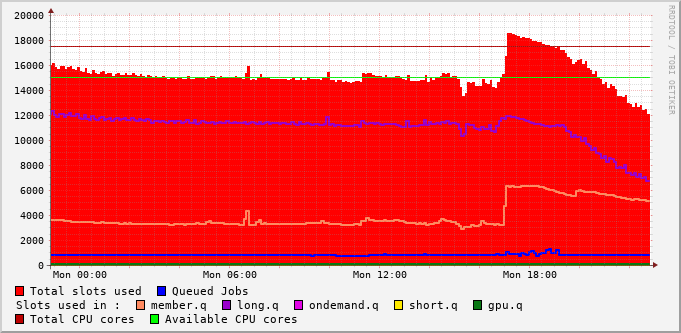 20000
18000
16000
14000
12000
10000
8000
6000
4000
2000
0
Mon 00:00 Mon 06:00 Mon 12:00 Mon 18:00
RRDTOOL / TOBI OETIKER
Total slots used Queued Jobs
Slots used in : member.q long.q ondemand.q short.q gpu.q
Total CPU cores Available CPU cores